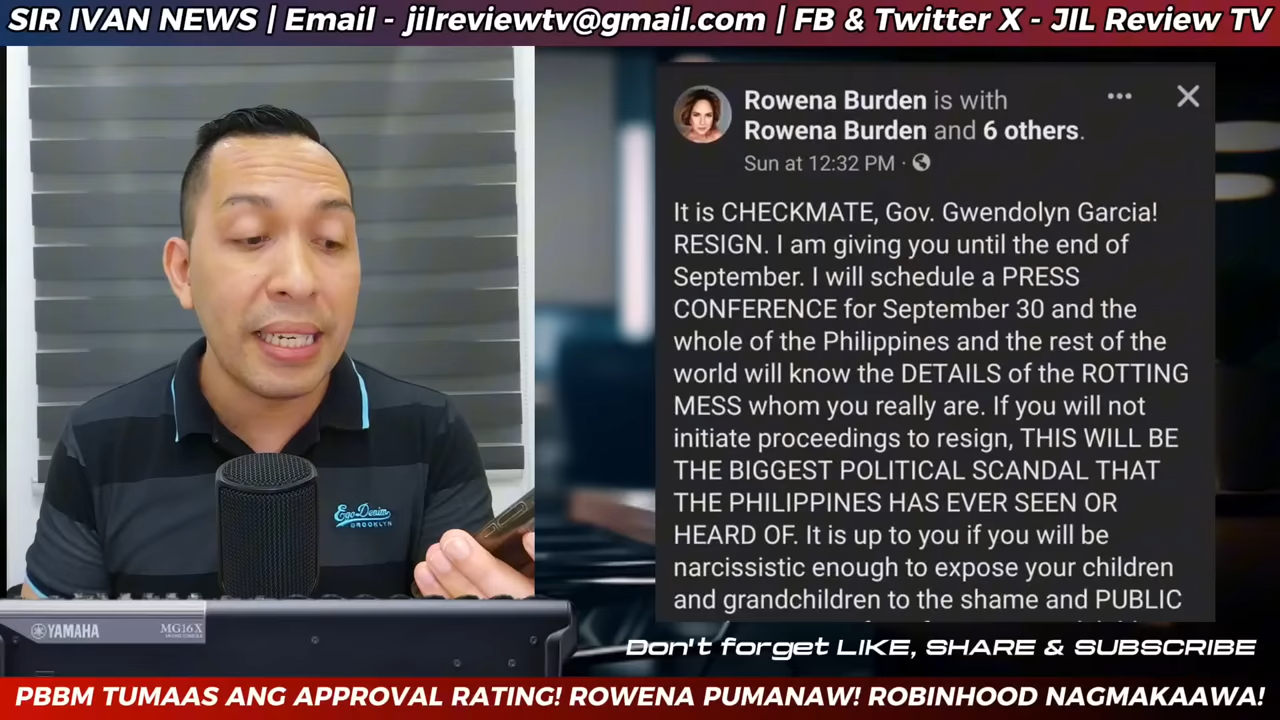 SIR IVAN NEWS | Email - jilreviewtv@gmail.com | FB & Twitter X - JIL Review TV
Rowena Burden is with
Rowena Burden and 6 others.
Sun at 12:32 PM ·
It is CHECKMATE, Gov. Gwendolyn Garcia!
RESIGN. I am giving you until the end of
September. I will schedule a PRESS
CONFERENCE for September 30 and the
whole of the Philippines and the rest of the
world will know the DETAILS of the ROTTING
MESS whom you really are. If you will not
initiate proceedings to resign, THIS WILL BE
THE BIGGEST POLITICAL SCANDAL THAT
THE PHILIPPINES HAS EVER SEEN OR
HEARD OF. It is up to you if you will be
narcissistic enough to expose your children
and grandchildren to the shame and PUBLIC
Ego Denim
BROOKLYN
YAMAHA
MG16X
MIXING CONSOLE
Don't forget LIKE, SHARE & SUBSCRIBE
PBBM TUMAAS ANG APPROVAL RATING! ROWENA PUMANAW! ROBINHOOD NAGMAKAAWA!